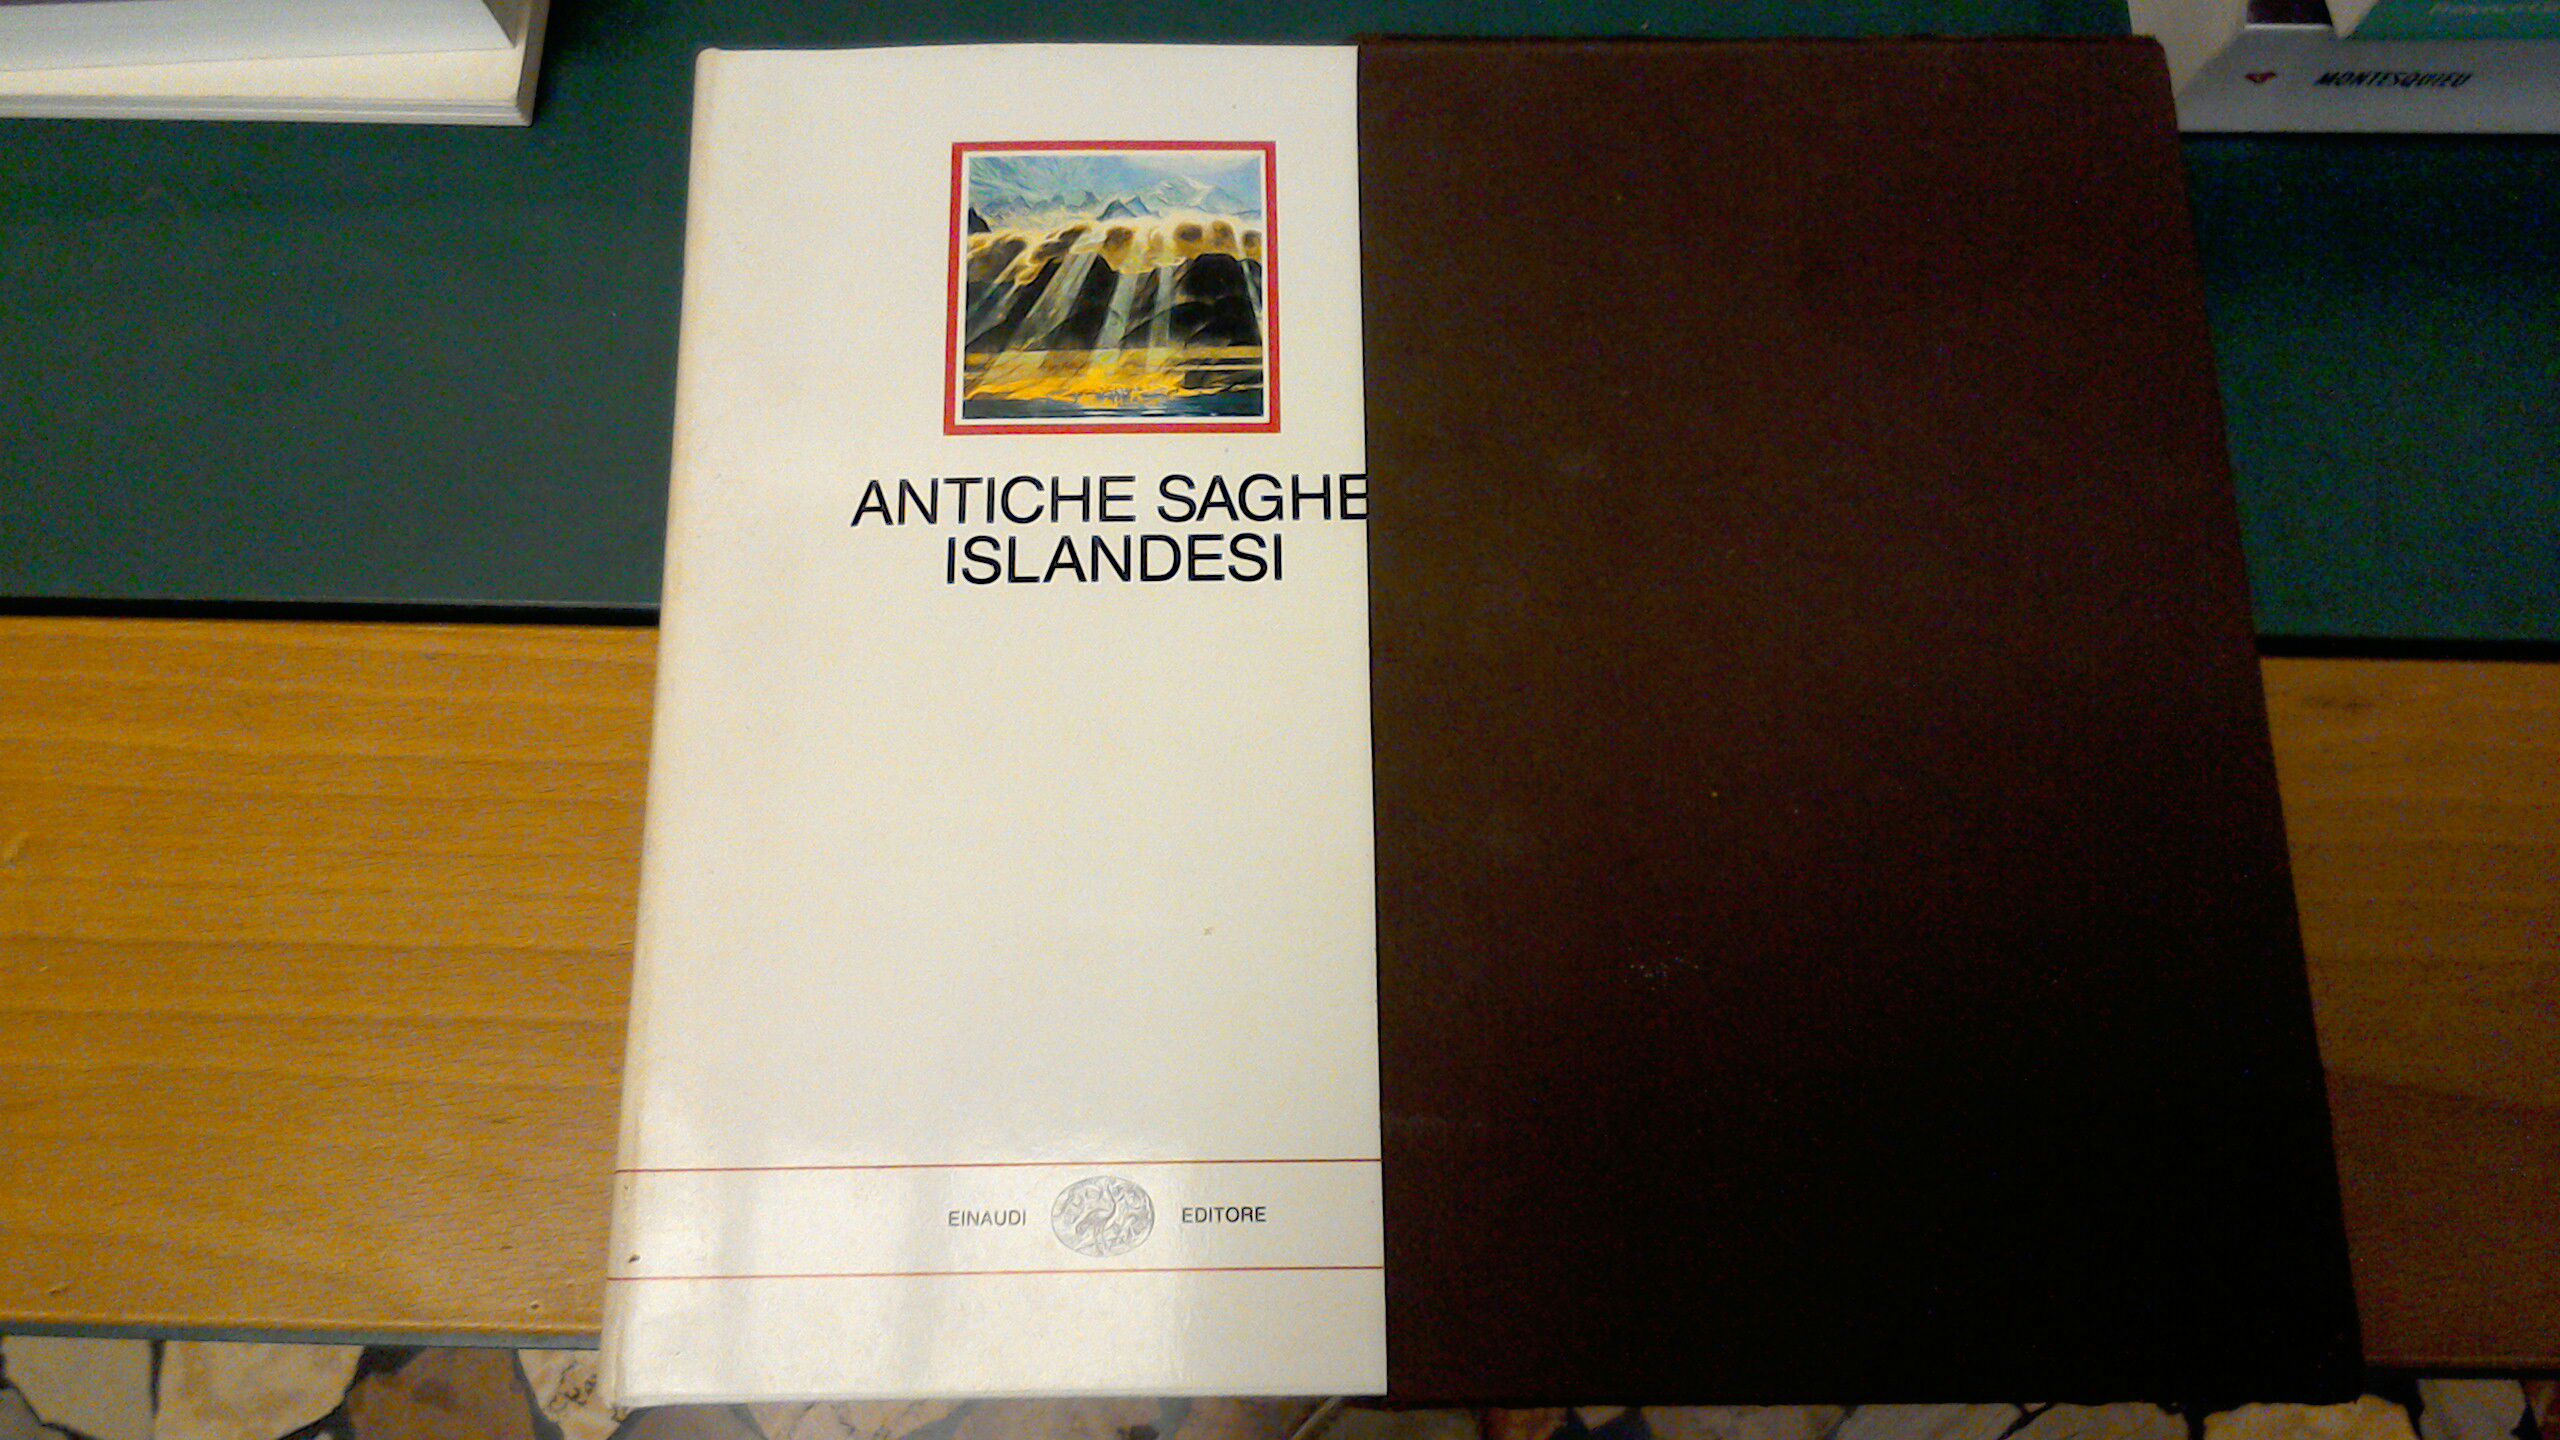 MONTESQUIEU
ANTICHE SAGHE
ISLANDESI
EINAUDI EDITORE